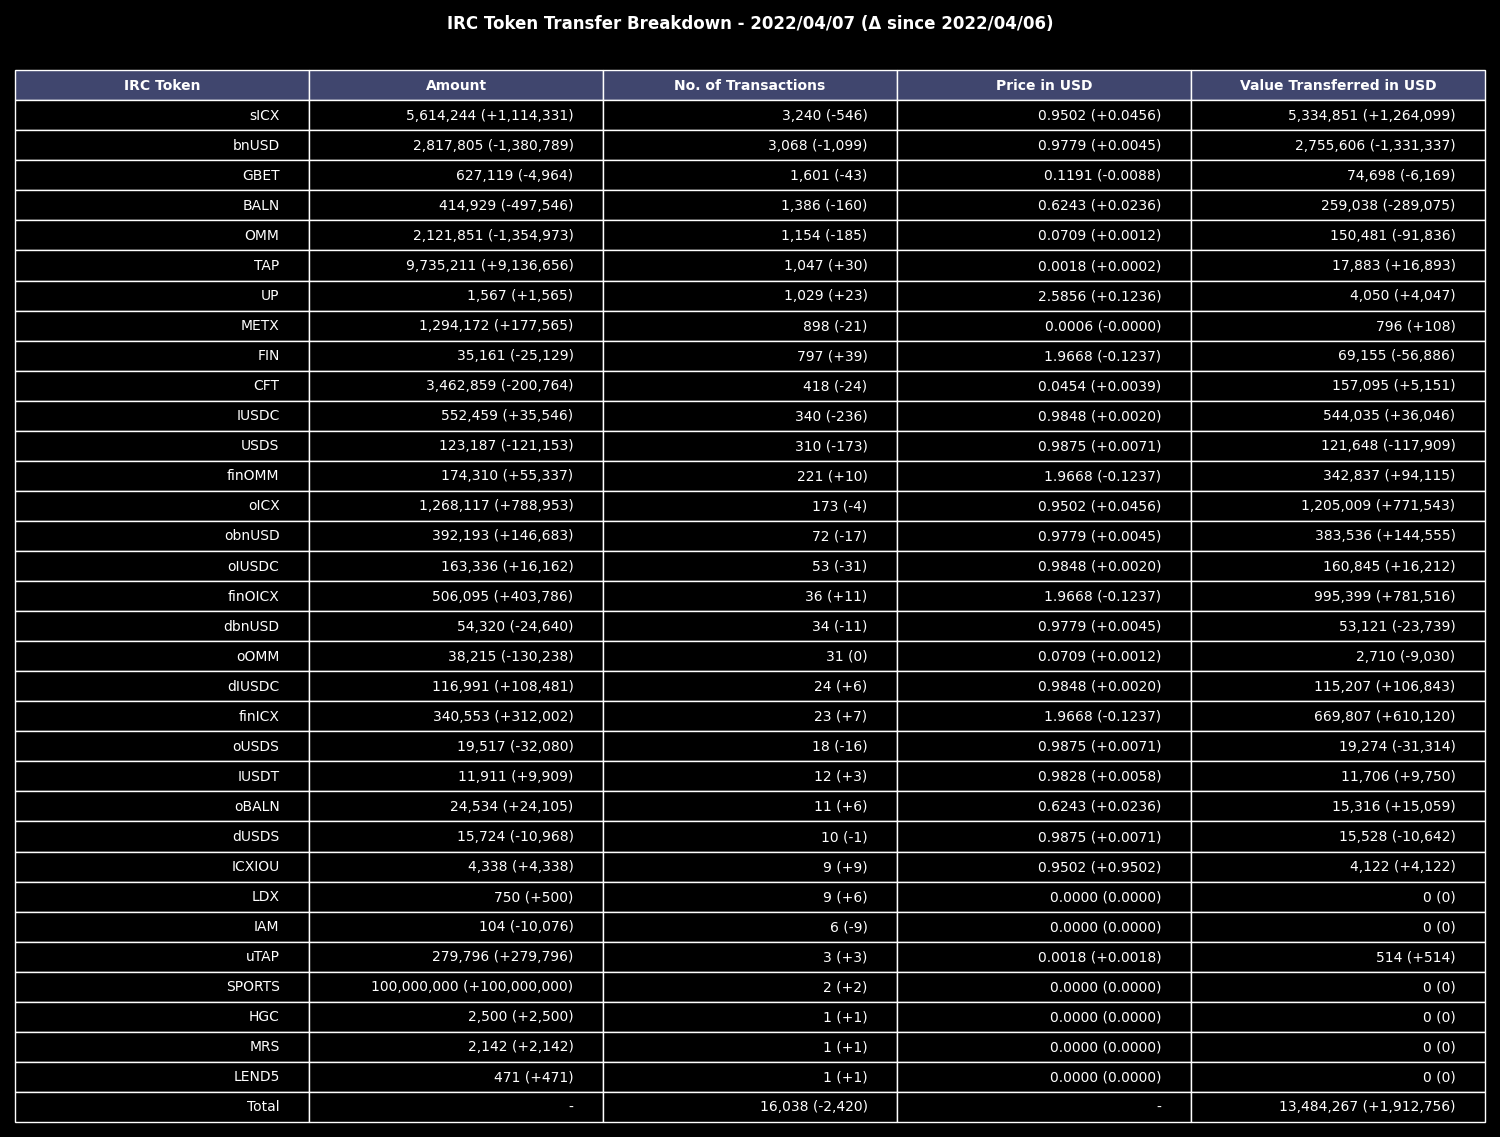 IRC Token Transfer Breakdown - 2022/04/07 (Δ since 2022/04/06)
IRC Token Amount No. of Transactions Price in USD Value Transferred in USD
sICX 5,614,244 (+1,114,331) 3,240 (-546) 0.9502 (+0.0456) 5,334,851 (+1,264,099)
bnUSD 2,817,805 (-1,380,789) 3,068 (-1,099) 0.9779 (+0.0045) 2,755,606 (-1,331,337)
GBET 627,119 (-4,964) 1,601 (-43) 0.1191 (-0.0088) 74,698 (-6,169)
BALN 414,929 (-497,546) 1,386 (-160) 0.6243 (+0.0236) 259,038 (-289,075)
OMM 2,121,851 (-1,354,973) 1,154 (-185) 0.0709 (+0.0012) 150,481 (-91,836)
TAP 9,735,211 (+9,136,656) 1,047 (+30) 0.0018 (+0.0002) 17,883 (+16,893)
UP 1,567 (+1,565) 1,029 (+23) 2.5856 (+0.1236) 4,050 (+4,047)
METX 1,294,172 (+177,565) 898 (-21) 0.0006 (-0.0000) 796 (+108)
FIN 35,161 (-25,129) 797 (+39) 1.9668 (-0.1237) 69,155 (-56,886)
CFT 3,462,859 (-200,764) 418 (-24) 0.0454 (+0.0039) 157,095 (+5,151)
IUSDC 552,459 (+35,546) 340 (-236) 0.9848 (+0.0020) 544,035 (+36,046)
USDS 123,187 (-121,153) 310 (-173) 0.9875 (+0.0071) 121,648 (-117,909)
finOMM 174,310 (+55,337) 221 (+10) 1.9668 (-0.1237) 342,837 (+94,115)
oICX 1,268,117 (+788,953) 173 (-4) 0.9502 (+0.0456) 1,205,009 (+771,543)
obnUSD 392,193 (+146,683) 72 (-17) 0.9779 (+0.0045) 383,536 (+144,555)
oIUSDC 163,336 (+16,162) 53 (-31) 0.9848 (+0.0020) 160,845 (+16,212)
finOICX 506,095 (+403,786) 36 (+11) 1.9668 (-0.1237) 995,399 (+781,516)
dbnUSD 54,320 (-24,640) 34 (-11) 0.9779 (+0.0045) 53,121 (-23,739)
oOMM 38,215 (-130,238) 31 (0) 0.0709 (+0.0012) 2,710 (-9,030)
dIUSDC 116,991 (+108,481) 24 (+6) 0.9848 (+0.0020) 115,207 (+106,843)
finICX 340,553 (+312,002) 23 (+7) 1.9668 (-0.1237) 669,807 (+610,120)
oUSDS 19,517 (-32,080) 18 (-16) 0.9875 (+0.0071) 19,274 (-31,314)
IUSDT 11,911 (+9,909) 12 (+3) 0.9828 (+0.0058) 11,706 (+9,750)
oBALN 24,534 (+24,105) 11 (+6) 0.6243 (+0.0236) 15,316 (+15,059)
dUSDS 15,724 (-10,968) 10 (-1) 0.9875 (+0.0071) 15,528 (-10,642)
ICXIOU 4,338 (+4,338) 9 (+9) 0.9502 (+0.9502) 4,122 (+4,122)
LDX 750 (+500) 9 (+6) 0.0000 (0.0000) 0 (0)
IAM 104 (-10,076) 6 (-9) 0.0000 (0.0000) 0 (0)
uTAP 279,796 (+279,796) 3 (+3) 0.0018 (+0.0018) 514 (+514)
SPORTS 100,000,000 (+100,000,000) 2 (+2) 0.0000 (0.0000) 0 (0)
HGC 2,500 (+2,500) 1 (+1) 0.0000 (0.0000) 0 (0)
MRS 2,142 (+2,142) 1 (+1) 0.0000 (0.0000) 0 (0)
LEND5 471 (+471) 1 (+1) 0.0000 (0.0000) 0 (0)
Total - 16,038 (-2,420) - 13,484,267 (+1,912,756)